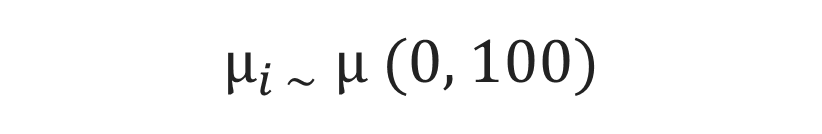 μᵢ ~ μ (0, 100)